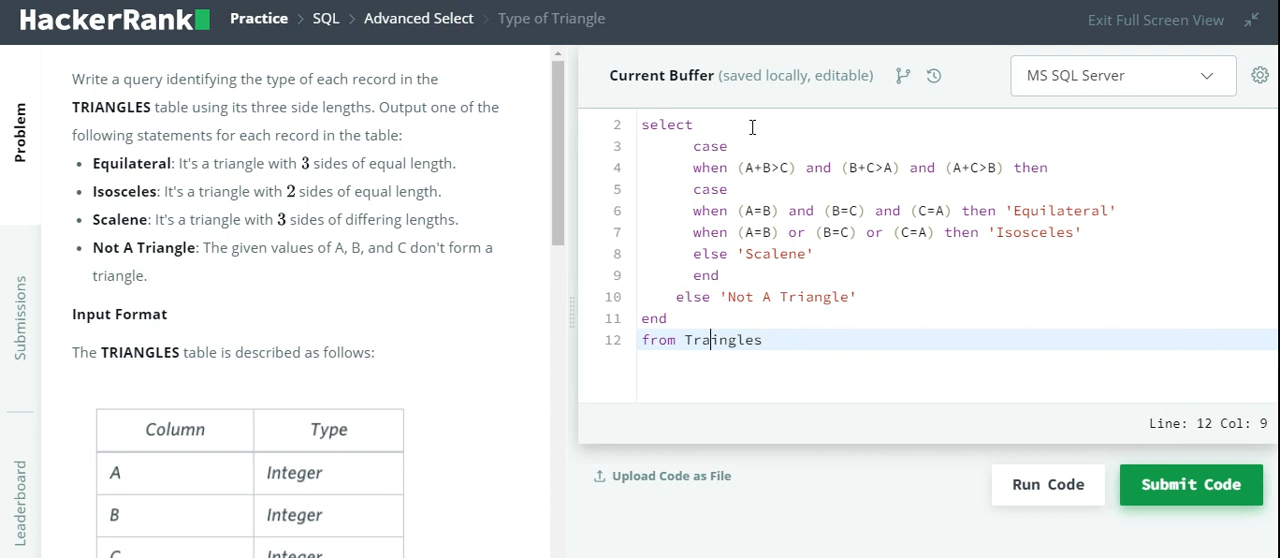 HackerRank
Practice > SQL > Advanced Select > Type of Triangle
Exit Full Screen View
Problem
Submissions
Leaderboard
Write a query identifying the type of each record in the
TRIANGLES table using its three side lengths. Output one of the
following statements for each record in the table:
• Equilateral: It's a triangle with 3 sides of equal length.
• Isosceles: It's a triangle with 2 sides of equal length.
• Scalene: It's a triangle with 3 sides of differing lengths.
• Not A Triangle: The given values of A, B, and C don't form a
triangle.
Input Format
The TRIANGLES table is described as follows:
Column Type
A Integer
B Integer
Current Buffer (saved locally, editable)
MS SQL Server
2 select
3 case
4 when (A+B>C) and (B+C>A) and (A+C>B) then
5 case
6 when (A=B) and (B=C) and (C=A) then 'Equilateral'
7 when (A=B) or (B=C) or (C=A) then 'Isosceles'
8 else 'Scalene'
9 end
10 else 'Not A Triangle'
11 end
12 from Traingles
Line: 12 Col: 9
Upload Code as File
Run Code
Submit Code